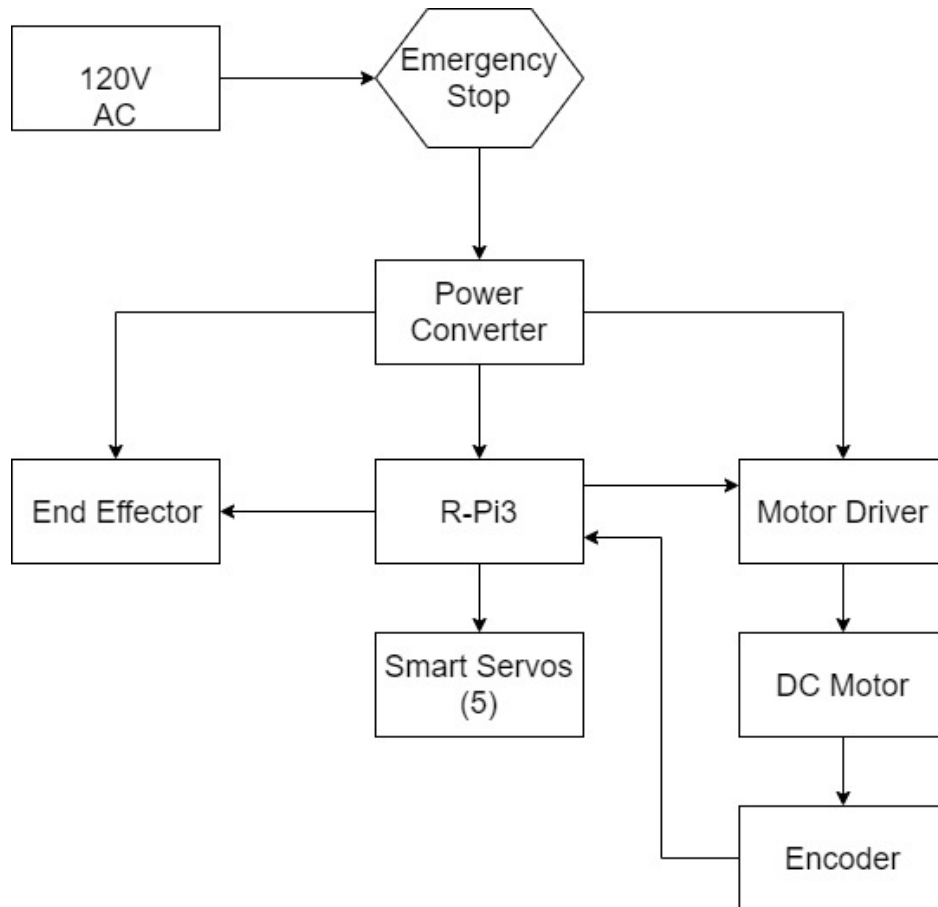 120V
AC
Emergency
Stop
Power
Converter
End Effector
R-Pi3
Motor Driver
Smart Servos
(5)
DC Motor
Encoder